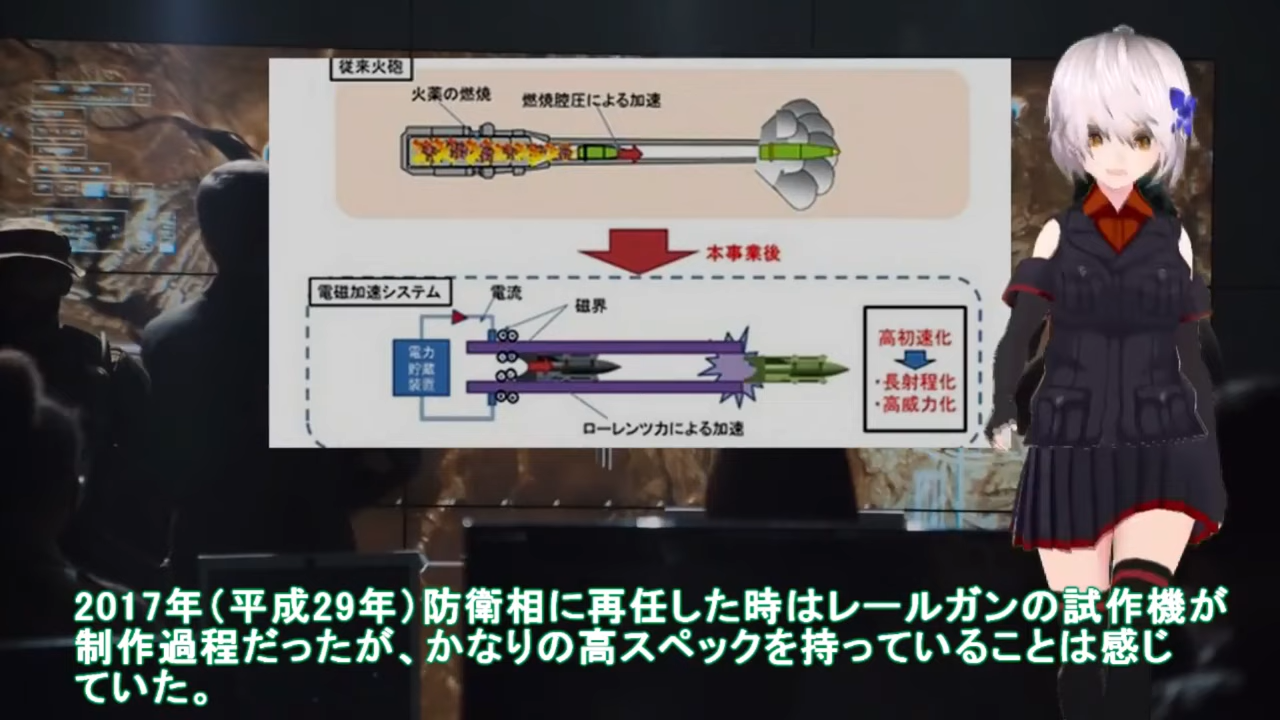 従来火砲
火薬の燃焼
燃焼腔圧による加速
本事業後
電磁加速システム
電流
磁界
電力
貯蔵
装置
高初速化
・長射程化
・高威力化
ローレンツ力による加速
2017年（平成29年）防衛相に再任した時はレールガンの試作機が
制作過程だったが、かなりの高スペックを持っていることは感じ
ていた。